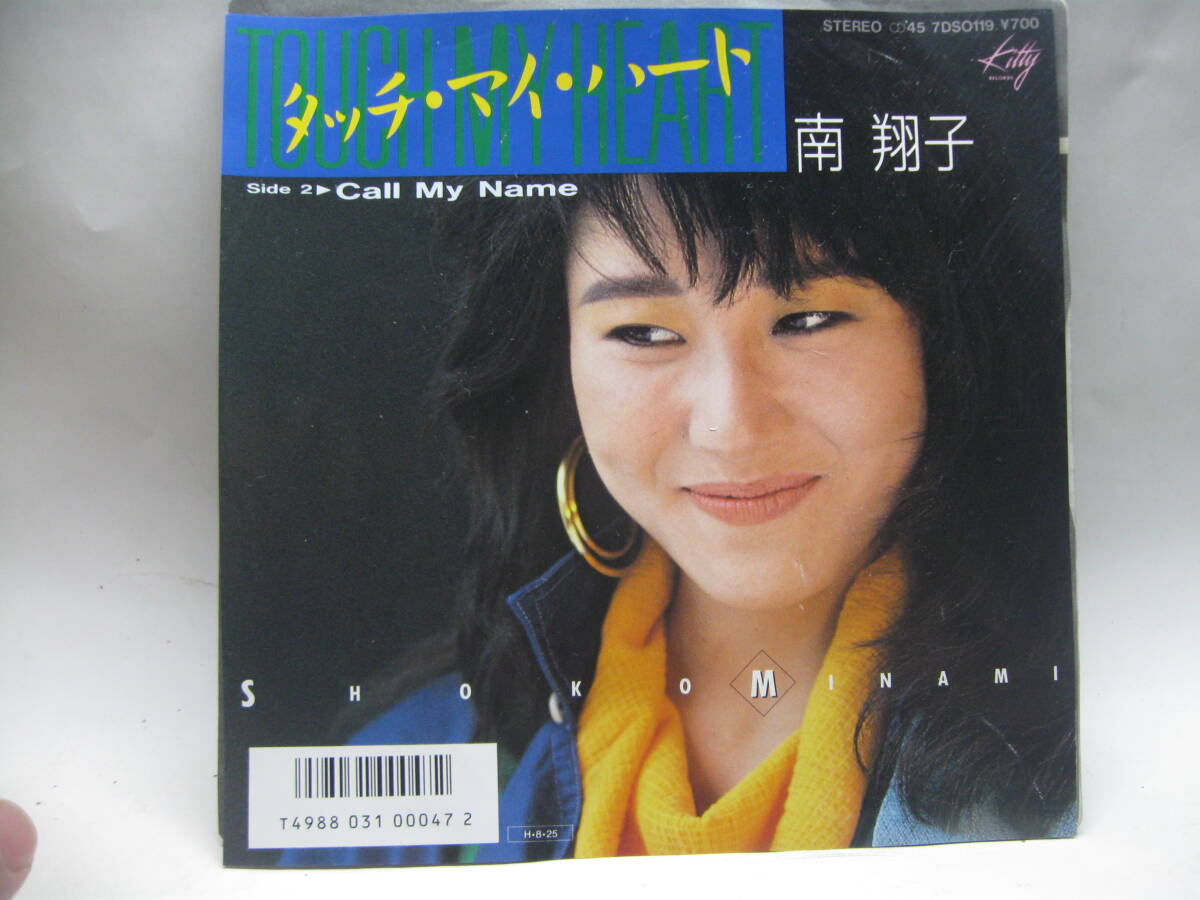 STEREO 45 7DS0119 ¥700
Kitty
RECORDS
TOUCH MY HEART
タッチ・マイ・ハート
南 翔子
Side 2▶Call My Name
SHOKO MINAMI
T4988 031 00047 2
H・8・25